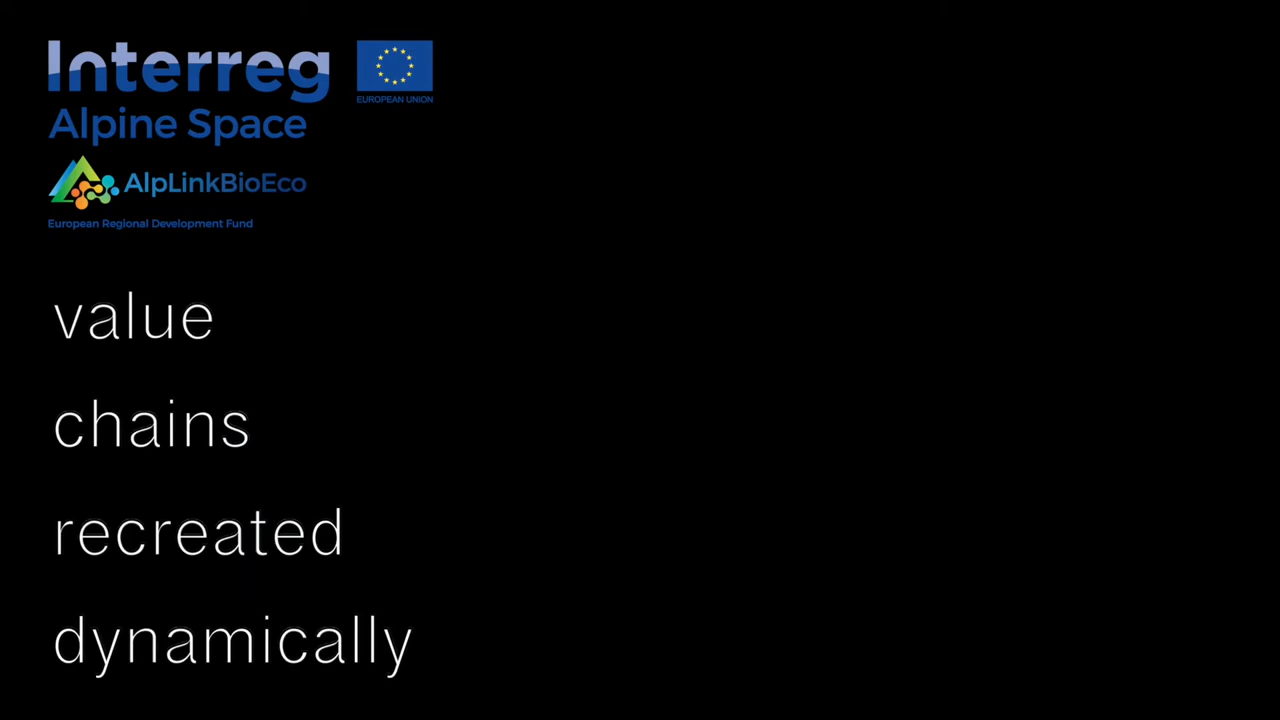 Interreg
EUROPEAN UNION
Alpine Space
AlpLinkBioEco
European Regional Development Fund
value
chains
recreated
dynamically